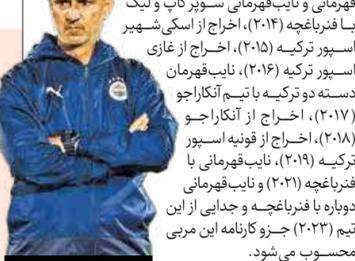 قهرمانی و نایب‌قهرمانی سوپر کاپ و لیگ
با فنرباغچه (۲۰۱۴)، اخراج از اسکی‌شهیر
اسپور ترکیه (۲۰۱۵)، اخراج از غازی
اسپور ترکیه (۲۰۱۶)، نایب‌قهرمان
دسته دو ترکیه با تیم آنکاراجو
(۲۰۱۷)، اخراج از آنکاراجو
(۲۰۱۸)، اخراج از قونیه اسپور
ترکیه (۲۰۱۹)، نایب‌قهرمانی با
فنرباغچه (۲۰۲۱) و نایب‌قهرمانی
دوباره با فنرباغچه و جدایی از این
تیم (۲۰۲۳) جزو کارنامه این مربی
محسوب می‌شود.